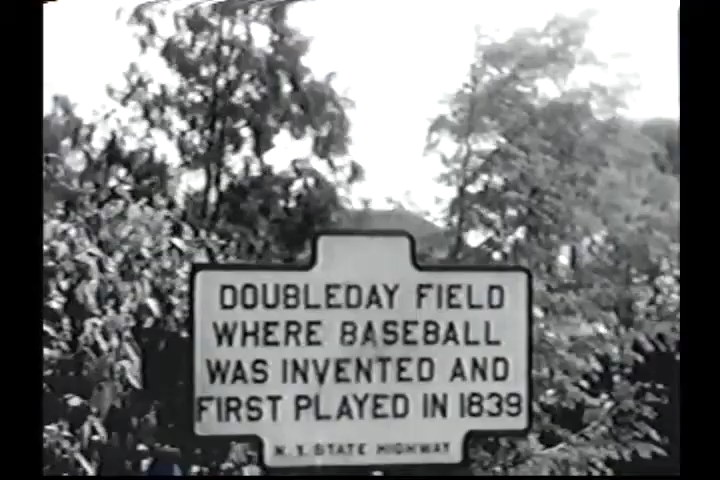 DOUBLEDAY FIELD
WHERE BASEBALL
WAS INVENTED AND
FIRST PLAYED IN 1839
N.Y. STATE HIGHWAY